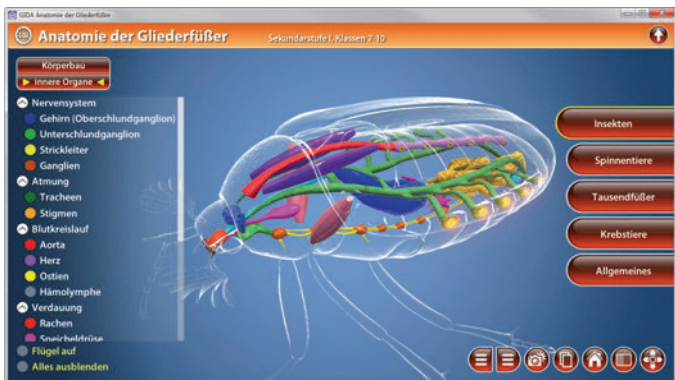 GIDA Anatomie der Gliederfüßer
GIDA
Anatomie der Gliederfüßer
Sekundarstufe I, Klassen 7-10
Körperbau
innere Organe
Nervensystem
Gehirn (Oberschlundganglion)
Unterschlundganglion
Strickleiter
Ganglien
Atmung
Tracheen
Stigmen
Blutkreislauf
Aorta
Herz
Ostien
Hämolymphe
Verdauung
Rachen
Speicheldrüse
Flügel auf
Alles ausblenden
Insekten
Spinnentiere
Tausendfüßer
Krebstiere
Allgemeines